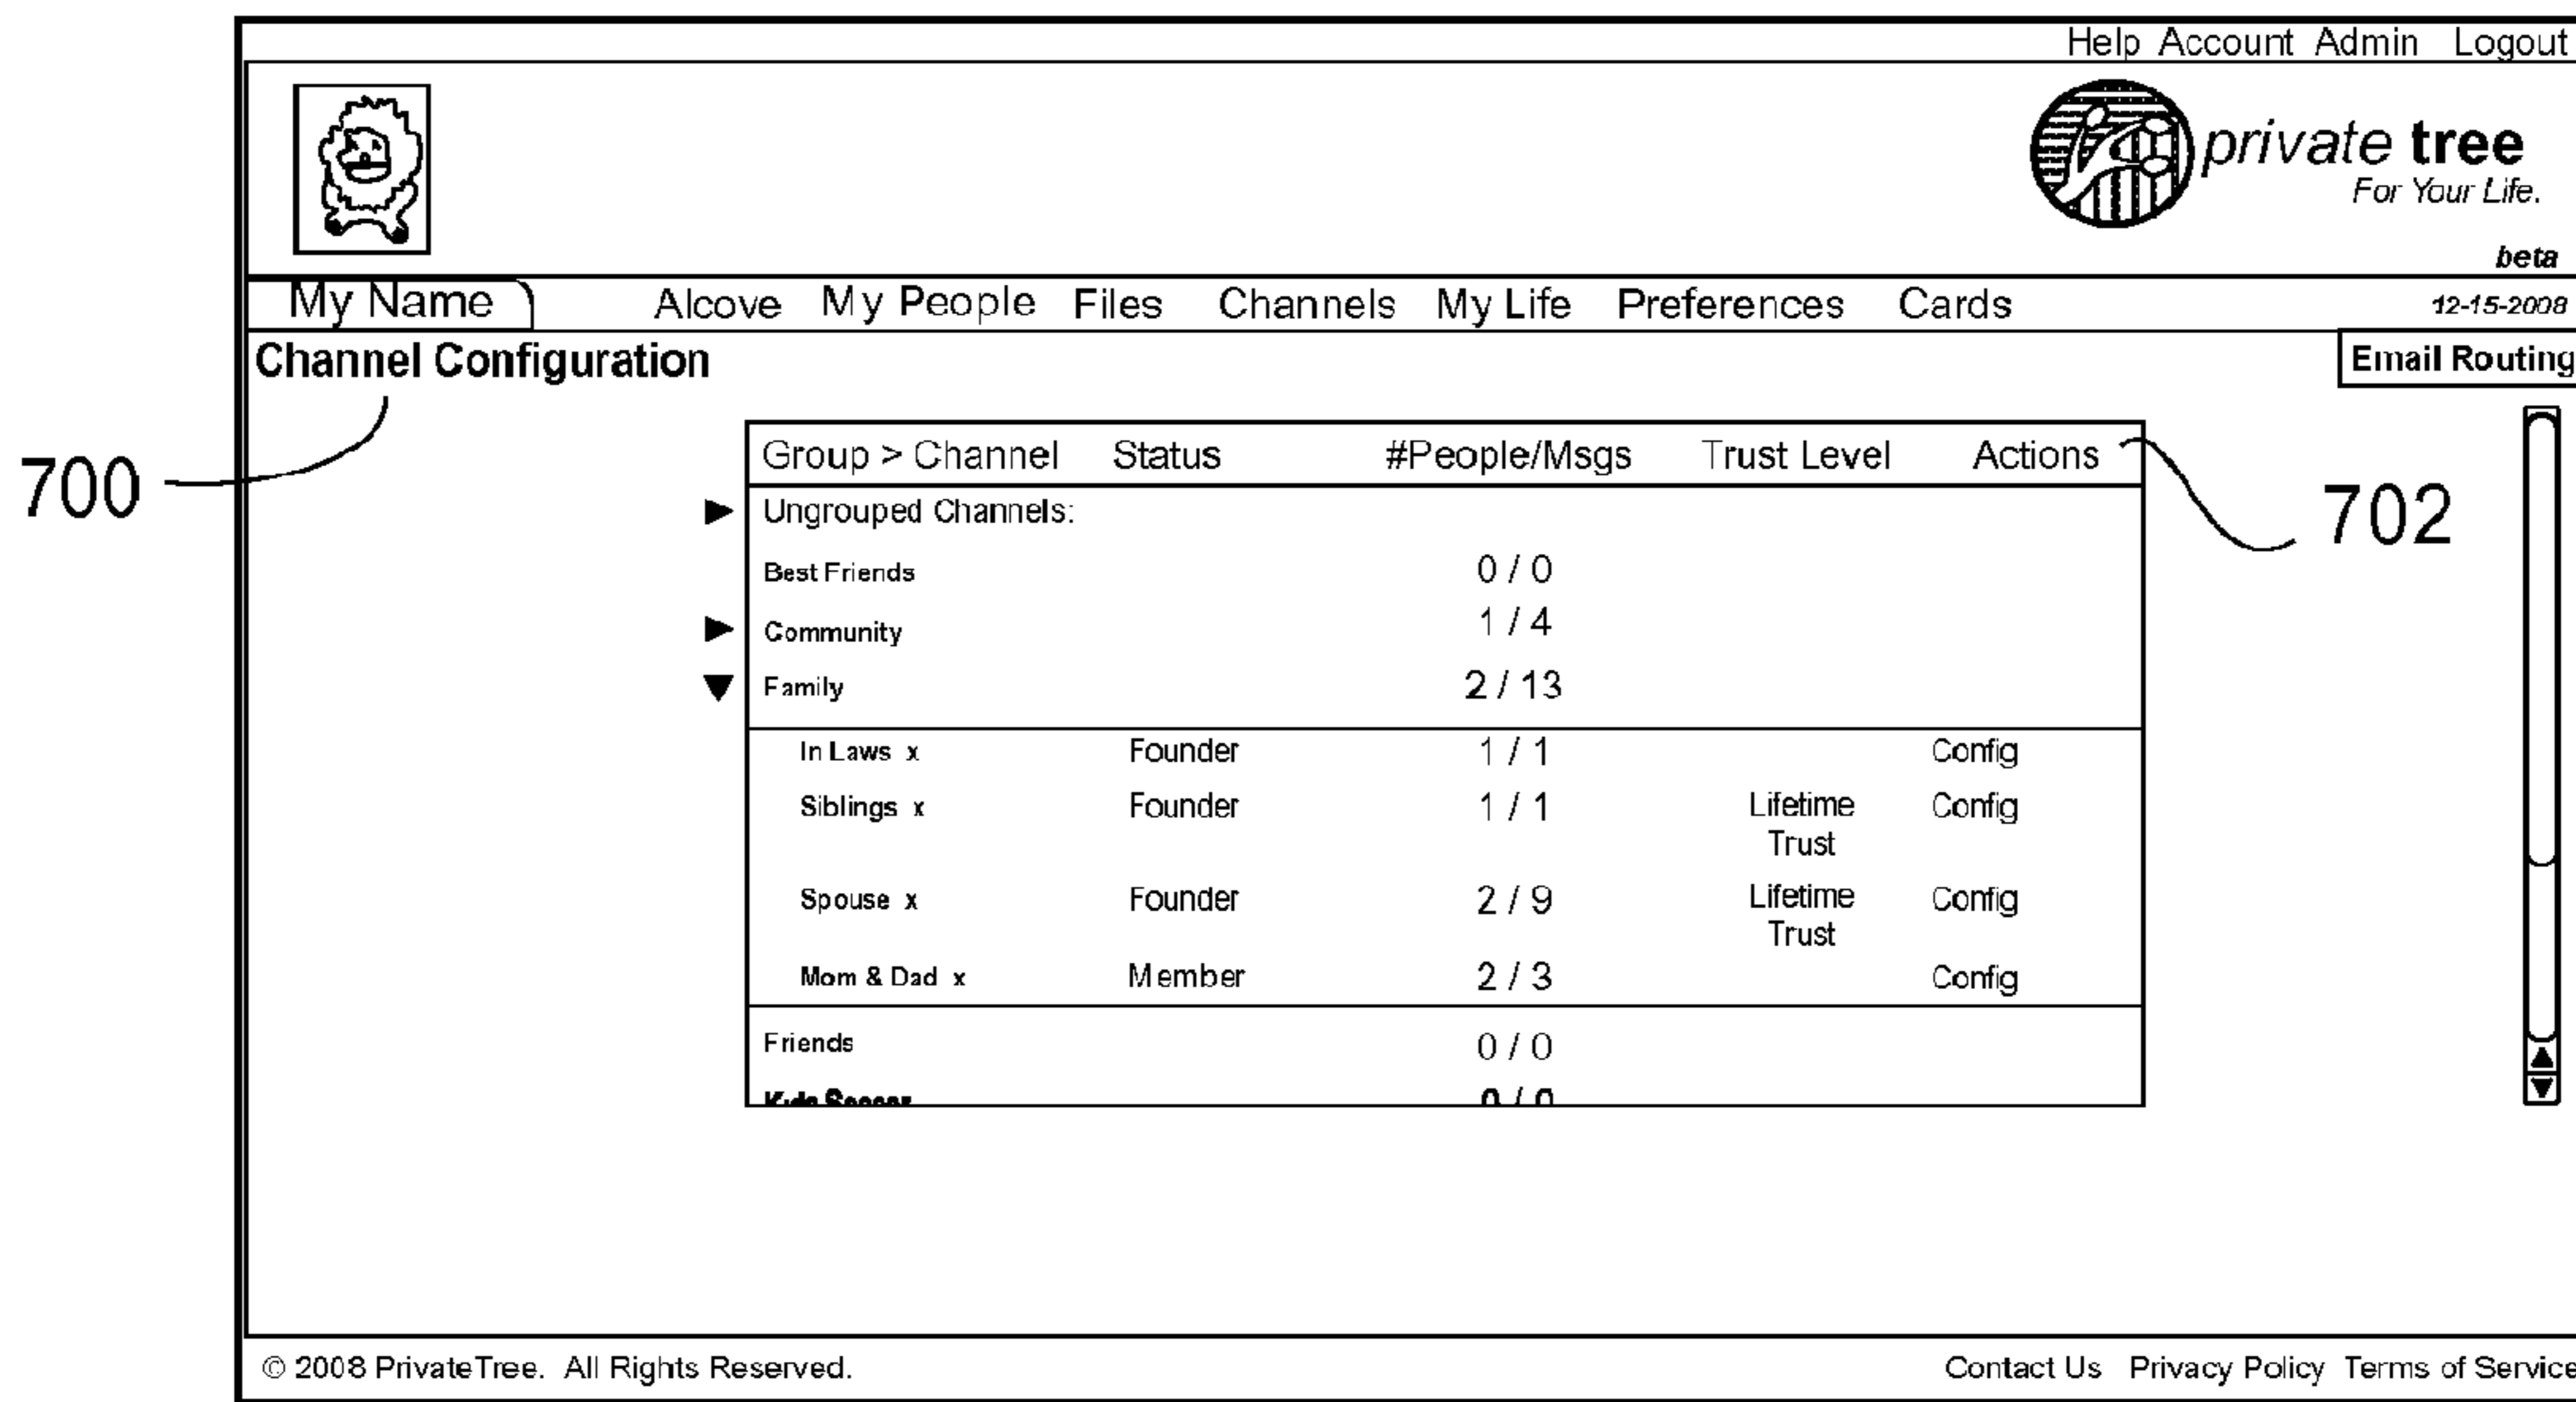 Help Account Admin Logout
private tree
For Your Life.
beta
My Name Alcove My People Files Channels My Life Preferences Cards 12-15-2008
Channel Configuration Email Routing
700
Group > Channel Status #People/Msgs Trust Level Actions
702
Ungrouped Channels:
Best Friends 0 / 0
Community 1 / 4
Family 2 / 13
In Laws x Founder 1 / 1 Config
Siblings x Founder 1 / 1 Lifetime Config
Trust
Spouse x Founder 2 / 9 Lifetime Config
Trust
Mom & Dad x Member 2 / 3 Config
Friends 0 / 0
© 2008 PrivateTree. All Rights Reserved. Contact Us Privacy Policy Terms of Service